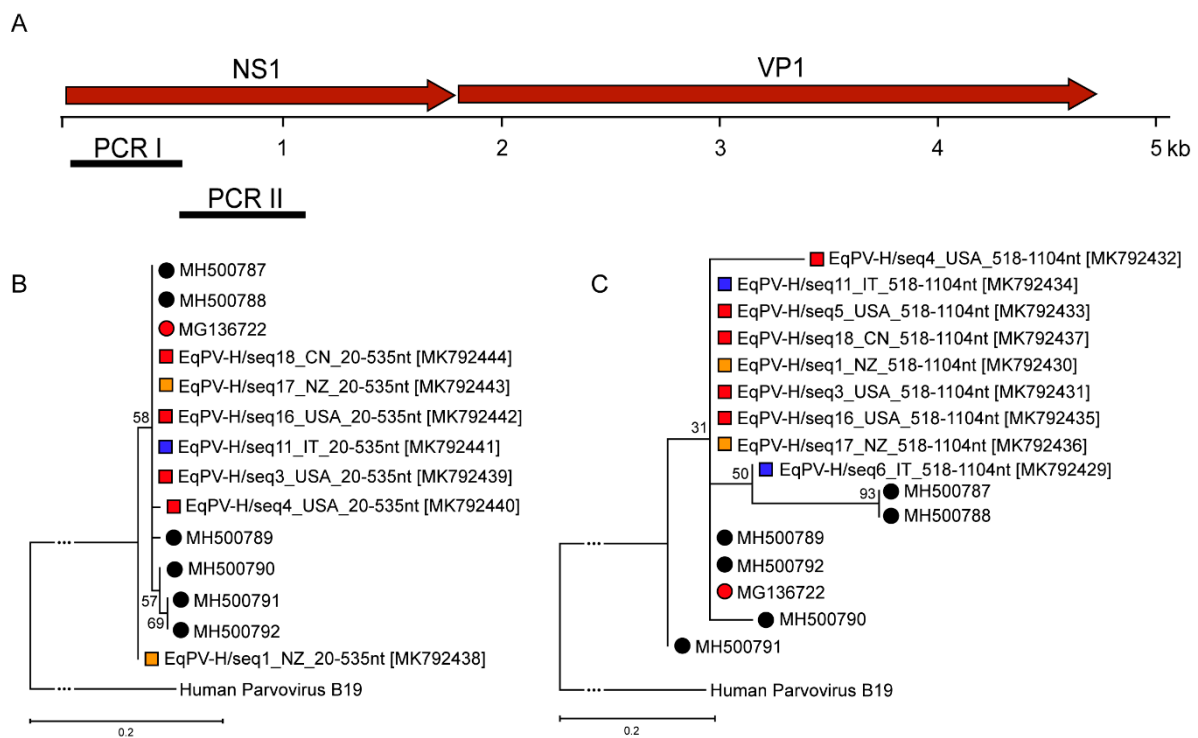 A
NS1
VP1
1
2
3
4
5 kb
PCR I
PCR II
B
MH500787
MH500788
MG136722
EqPV-H/seq18_CN_20-535nt [MK792444]
EqPV-H/seq17_NZ_20-535nt [MK792443]
58
EqPV-H/seq16_USA_20-535nt [MK792442]
EqPV-H/seq11_IT_20-535nt [MK792441]
EqPV-H/seq3_USA_20-535nt [MK792439]
EqPV-H/seq4_USA_20-535nt [MK792440]
MH500789
...
MH500790
57
MH500791
69
MH500792
EqPV-H/seq1_NZ_20-535nt [MK792438]
...
Human Parvovirus B19
0.2
C
EqPV-H/seq4_USA_518-1104nt [MK792432]
EqPV-H/seq11_IT_518-1104nt [MK792434]
EqPV-H/seq5_USA_518-1104nt [MK792433]
EqPV-H/seq18_CN_518-1104nt [MK792437]
EqPV-H/seq1_NZ_518-1104nt [MK792430]
EqPV-H/seq3_USA_518-1104nt [MK792431]
EqPV-H/seq16_USA_518-1104nt [MK792435]
31
EqPV-H/seq17_NZ_518-1104nt [MK792436]
50
EqPV-H/seq6_IT_518-1104nt [MK792429]
93
MH500787
MH500788
MH500789
...
MH500792
MG136722
MH500790
MH500791
...
Human Parvovirus B19
0.2